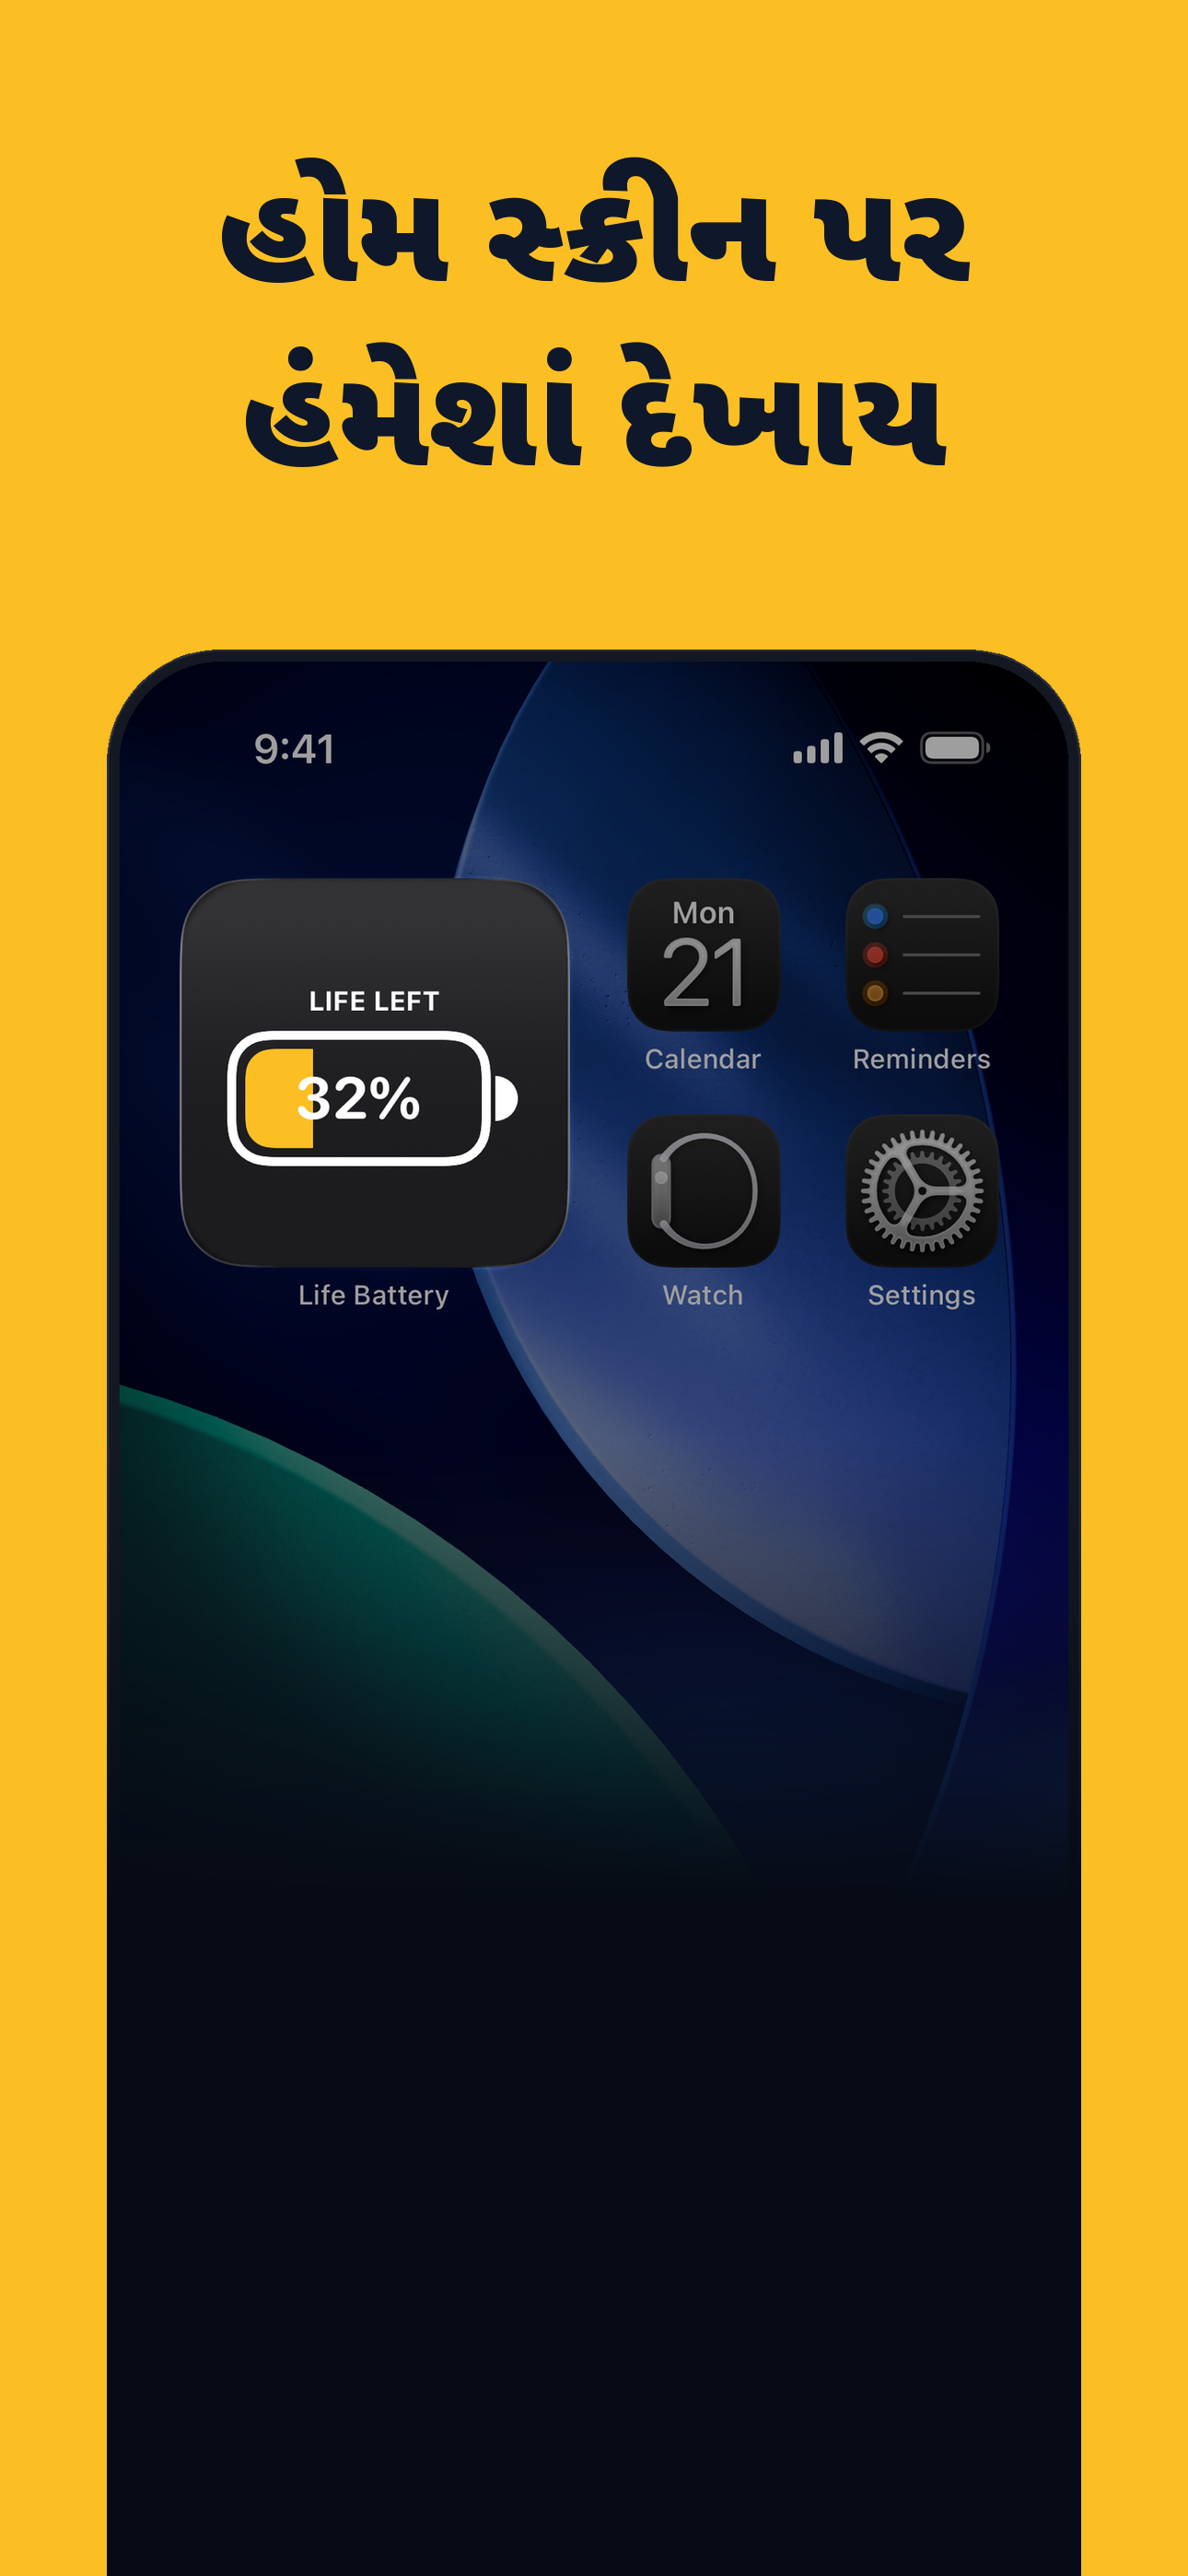 હોમ સ્ક્રીન પર
હંમેશાં દેખાય
9:41
LIFE LEFT
32%
Life Battery
Mon
21
Calendar
Reminders
Watch
Settings